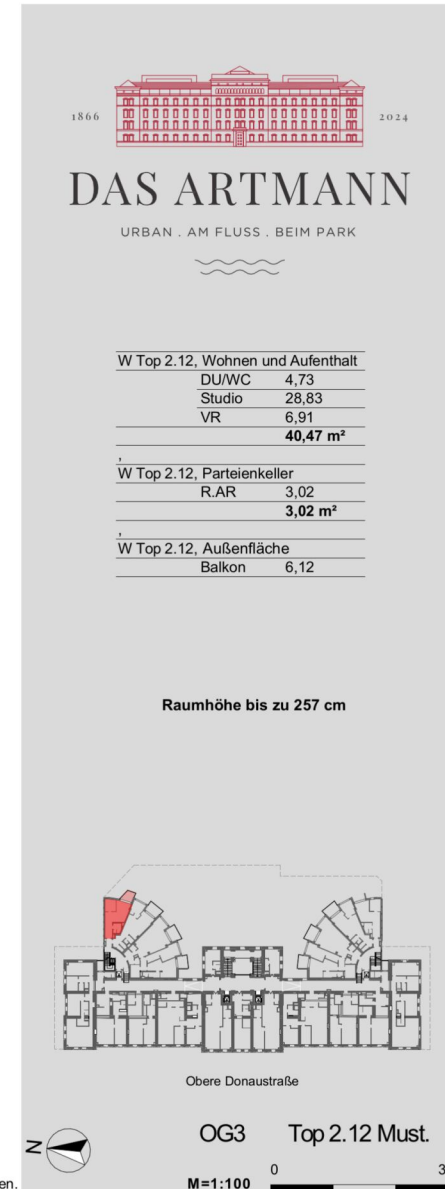 1866
2024
DAS ARTMANN
URBAN . AM FLUSS . BEIM PARK
W Top 2.12, Wohnen und Aufenthalt
DU/WC 4,73
Studio 28,83
VR 6,91
40,47 m²
,
W Top 2.12, Parteienkeller
R.AR 3,02
3,02 m²
,
W Top 2.12, Außenfläche
Balkon 6,12
Raumhöhe bis zu 257 cm
Obere Donaustraße
N
OG3 Top 2.12 Must.
0 3
en. M=1:100